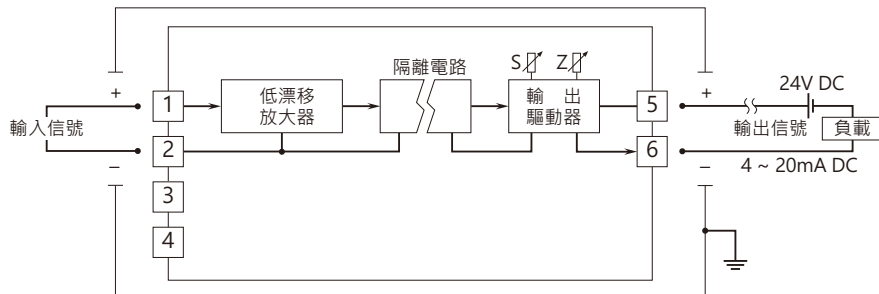 隔離電路
S
Z
24V DC
+
1
低漂移
放大器
輸 出
驅動器
5
+
輸入信號
輸出信號
負載
2
6
−
−
4 ~ 20mA DC
3
4